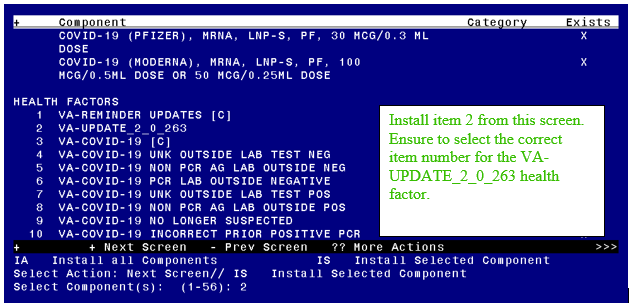 + Component Category Exists
COVID-19 (PFIZER), MRNA, LNP-S, PF, 30 MCG/0.3 ML X
DOSE
COVID-19 (MODERNA), MRNA, LNP-S, PF, 100 X
MCG/0.5ML DOSE OR 50 MCG/0.25ML DOSE
HEALTH FACTORS
1 VA-REMINDER UPDATES [C]
2 VA-UPDATE_2_0_263
3 VA-COVID-19 [C]
4 VA-COVID-19 UNK OUTSIDE LAB TEST NEG
5 VA-COVID-19 NON PCR AG LAB OUTSIDE NEG
6 VA-COVID-19 PCR LAB OUTSIDE NEGATIVE
7 VA-COVID-19 UNK OUTSIDE LAB TEST POS
8 VA-COVID-19 NON PCR AG LAB OUTSIDE POS
9 VA-COVID-19 NO LONGER SUSPECTED
10 VA-COVID-19 INCORRECT PRIOR POSITIVE PCR
Install item 2 from this screen.
Ensure to select the correct
item number for the VA-
UPDATE_2_0_263 health
factor.
+ + Next Screen - Prev Screen ?? More Actions >>>
IA Install all Components IS Install Selected Component
Select Action: Next Screen// IS Install Selected Component
Select Component(s): (1-56): 2